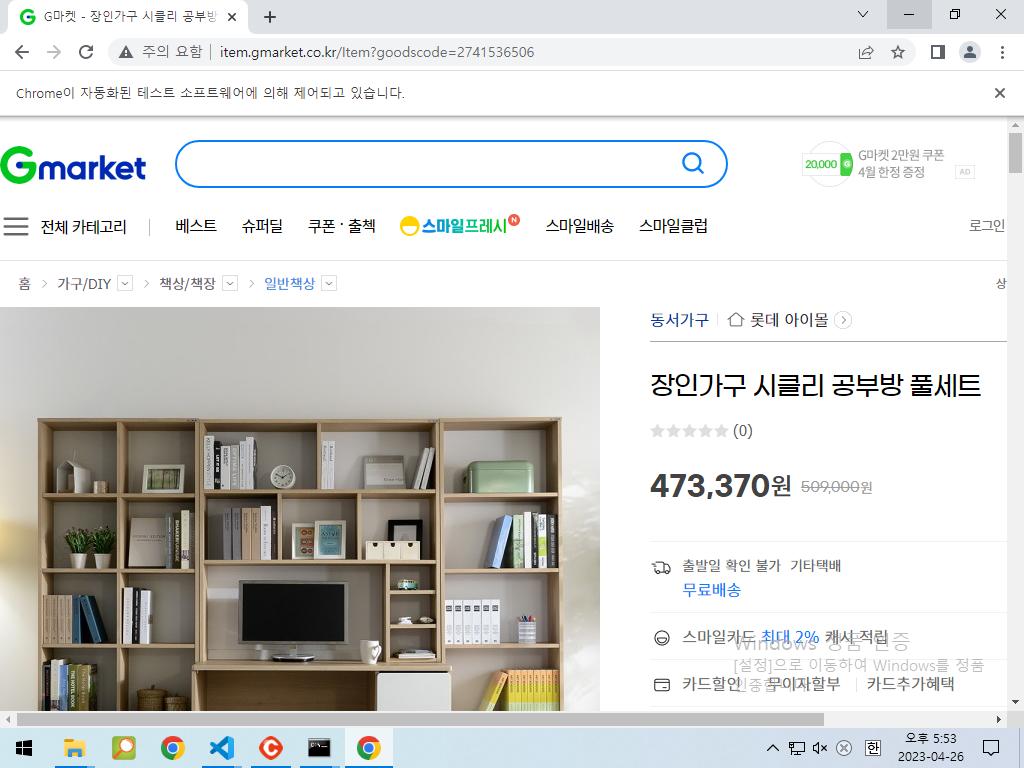 G마켓 - 장인가구 시클리 공부방
주의 요함 item.gmarket.co.kr/Item?goodscode=2741536506
Chrome이 자동화된 테스트 소프트웨어에 의해 제어되고 있습니다.
Gmarket
20,000 G
G마켓 2만원 쿠폰
4월 한정 증정
AD
전체 카테고리 베스트 슈퍼딜 쿠폰·출첵 스마일프레시 N 스마일배송 스마일클럽 로그인
홈 > 가구/DIY > 책상/책장 > 일반책상 상
동서가구 롯데 아이몰
장인가구 시클리 공부방 풀세트
(0)
473,370원 509,000원
출발일 확인 불가 기타택배
무료배송
스마일카드 최대 2% 캐시 적립
Windows 정품 인증
[설정]으로 이동하여 Windows를 정품
카드할인 무이자할부 카드추가혜택
한
오후 5:53
2023-04-26